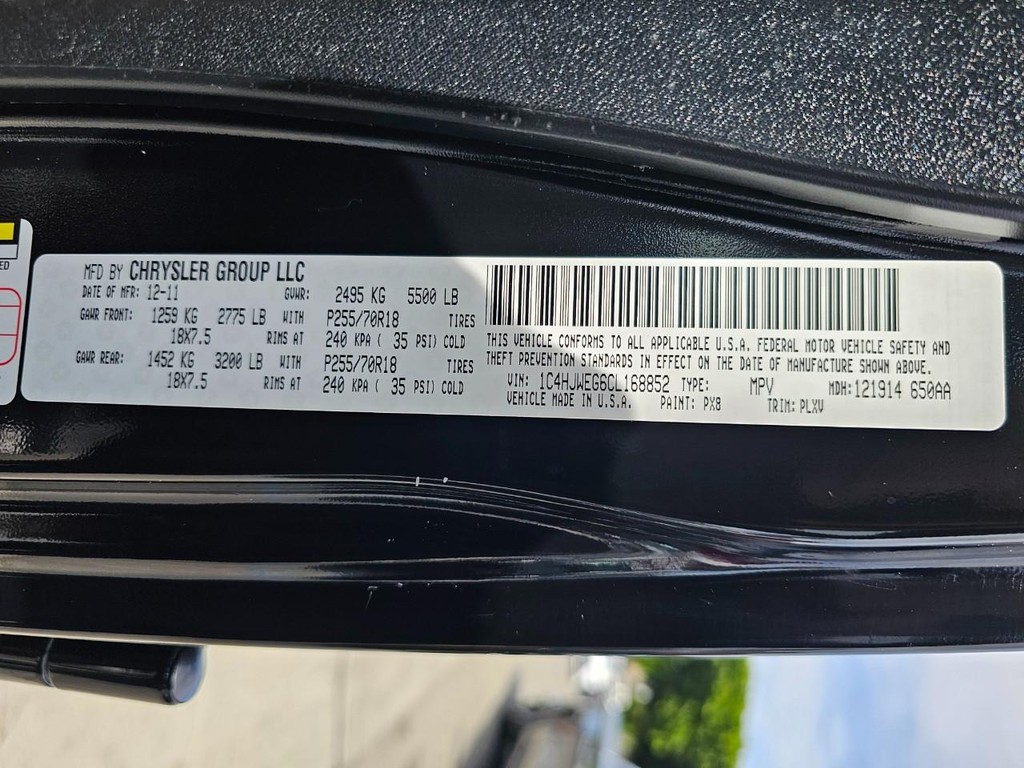 MFD BY CHRYSLER GROUP LLC
DATE OF MFR: 12-11 GVWR: 2495 KG 5500 LB
GAWR FRONT: 1259 KG 2775 LB WITH P255/70R18 TIRES
18X7.5 RIMS AT 240 KPA ( 35 PSI) COLD
GAWR REAR: 1452 KG 3200 LB WITH P255/70R18 TIRES
18X7.5 RIMS AT 240 KPA ( 35 PSI) COLD
THIS VEHICLE CONFORMS TO ALL APPLICABLE U.S.A. FEDERAL MOTOR VEHICLE SAFETY AND
THEFT PREVENTION STANDARDS IN EFFECT ON THE DATE OF MANUFACTURE SHOWN ABOVE.
VIN: 1C4HJWEG6CL168852 TYPE: MPV MDH: 121914 650AA
VEHICLE MADE IN U.S.A. PAINT: PX8 TRIM: PLXV